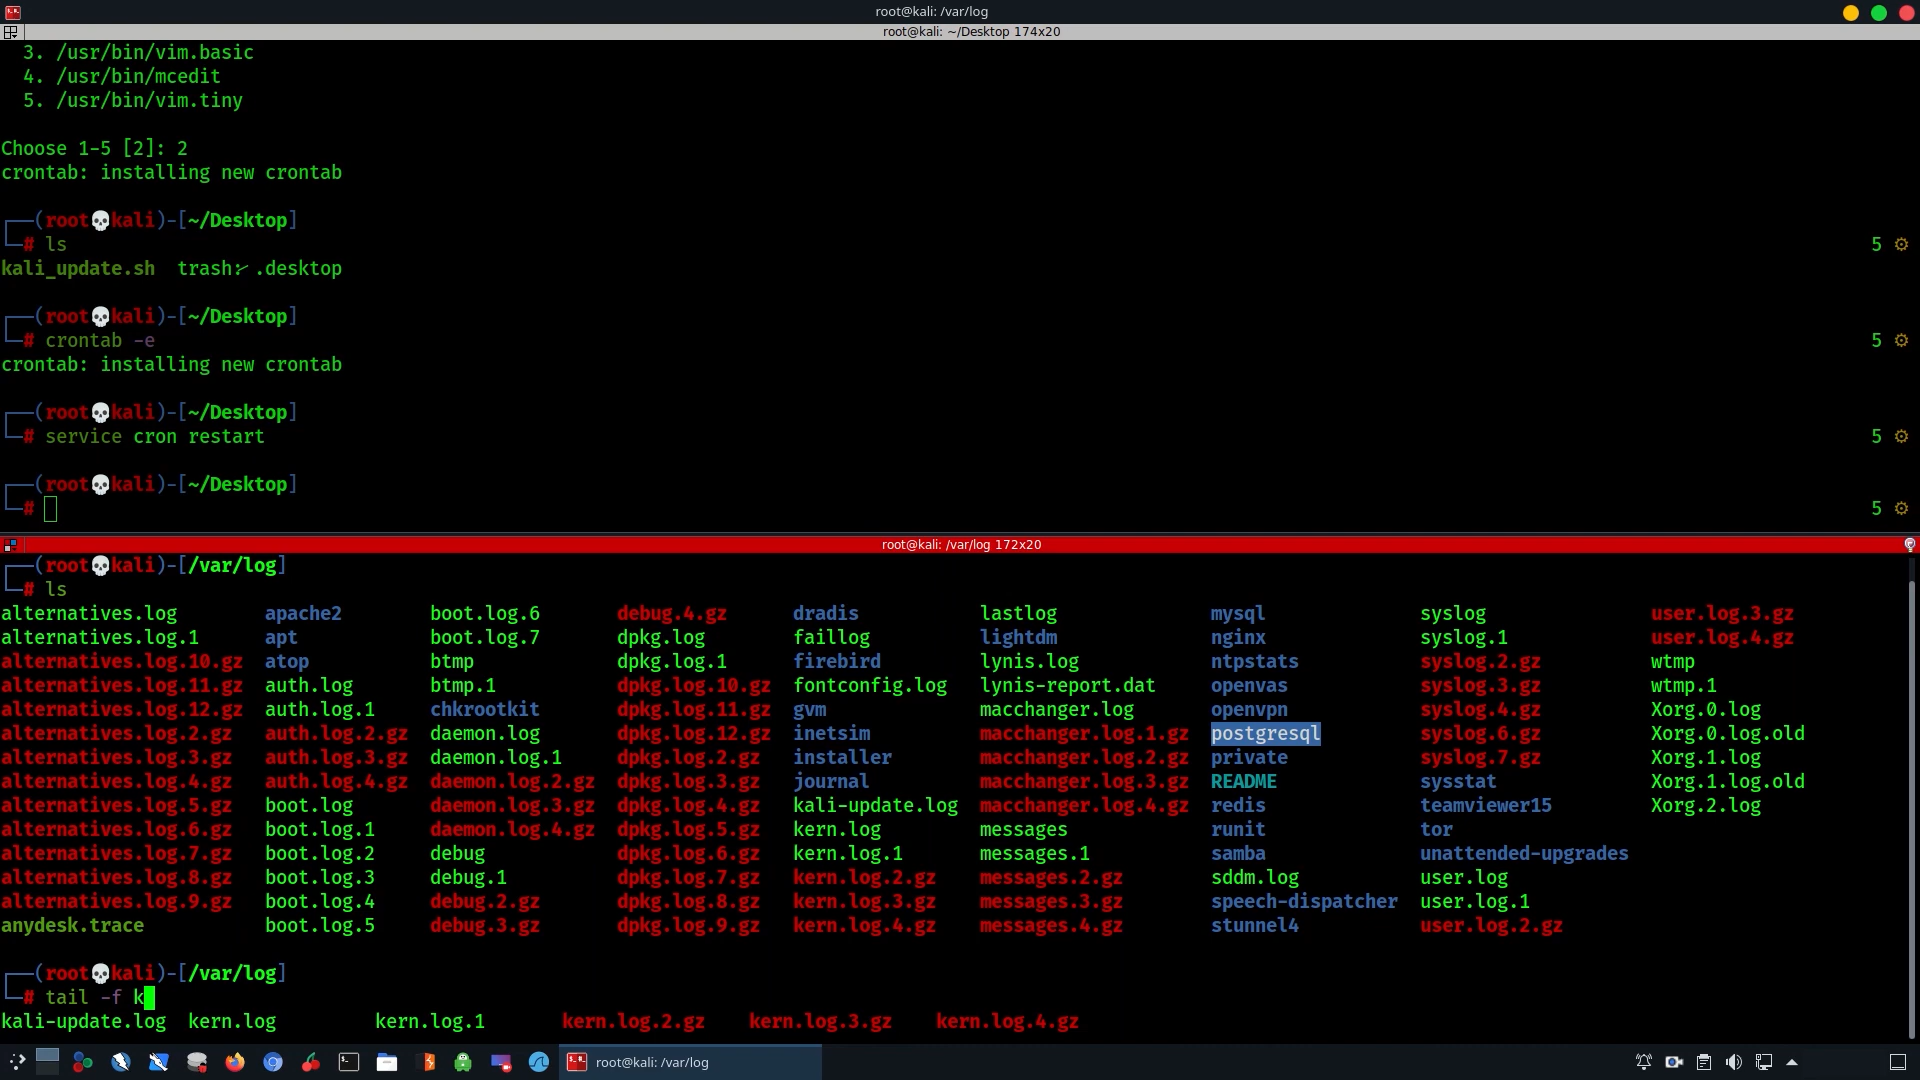 root@kali: /var/log
root@kali: ~/Desktop 174x20
3. /usr/bin/vim.basic
4. /usr/bin/mcedit
5. /usr/bin/vim.tiny
Choose 1-5 [2]: 2
crontab: installing new crontab
(root💀kali)-[~/Desktop]
# ls 5 ⚙
kali_update.sh trash:⁄.desktop
(root💀kali)-[~/Desktop]
# crontab -e 5 ⚙
crontab: installing new crontab
(root💀kali)-[~/Desktop]
# service cron restart 5 ⚙
(root💀kali)-[~/Desktop]
# 5 ⚙
root@kali: /var/log 172x20
(root💀kali)-[/var/log]
# ls
alternatives.log apache2 boot.log.6 debug.4.gz dradis lastlog mysql syslog user.log.3.gz
alternatives.log.1 apt boot.log.7 dpkg.log faillog lightdm nginx syslog.1 user.log.4.gz
alternatives.log.10.gz atop btmp dpkg.log.1 firebird lynis.log ntpstats syslog.2.gz wtmp
alternatives.log.11.gz auth.log btmp.1 dpkg.log.10.gz fontconfig.log lynis-report.dat openvas syslog.3.gz wtmp.1
alternatives.log.12.gz auth.log.1 chkrootkit dpkg.log.11.gz gvm macchanger.log openvpn syslog.4.gz Xorg.0.log
alternatives.log.2.gz auth.log.2.gz daemon.log dpkg.log.12.gz inetsim macchanger.log.1.gz postgresql syslog.6.gz Xorg.0.log.old
alternatives.log.3.gz auth.log.3.gz daemon.log.1 dpkg.log.2.gz installer macchanger.log.2.gz private syslog.7.gz Xorg.1.log
alternatives.log.4.gz auth.log.4.gz daemon.log.2.gz dpkg.log.3.gz journal macchanger.log.3.gz README sysstat Xorg.1.log.old
alternatives.log.5.gz boot.log daemon.log.3.gz dpkg.log.4.gz kali-update.log macchanger.log.4.gz redis teamviewer15 Xorg.2.log
alternatives.log.6.gz boot.log.1 daemon.log.4.gz dpkg.log.5.gz kern.log messages runit tor
alternatives.log.7.gz boot.log.2 debug dpkg.log.6.gz kern.log.1 messages.1 samba unattended-upgrades
alternatives.log.8.gz boot.log.3 debug.1 dpkg.log.7.gz kern.log.2.gz messages.2.gz sddm.log user.log
alternatives.log.9.gz boot.log.4 debug.2.gz dpkg.log.8.gz kern.log.3.gz messages.3.gz speech-dispatcher user.log.1
anydesk.trace boot.log.5 debug.3.gz dpkg.log.9.gz kern.log.4.gz messages.4.gz stunnel4 user.log.2.gz
(root💀kali)-[/var/log]
# tail -f k
kali-update.log kern.log kern.log.1 kern.log.2.gz kern.log.3.gz kern.log.4.gz
root@kali: /var/log